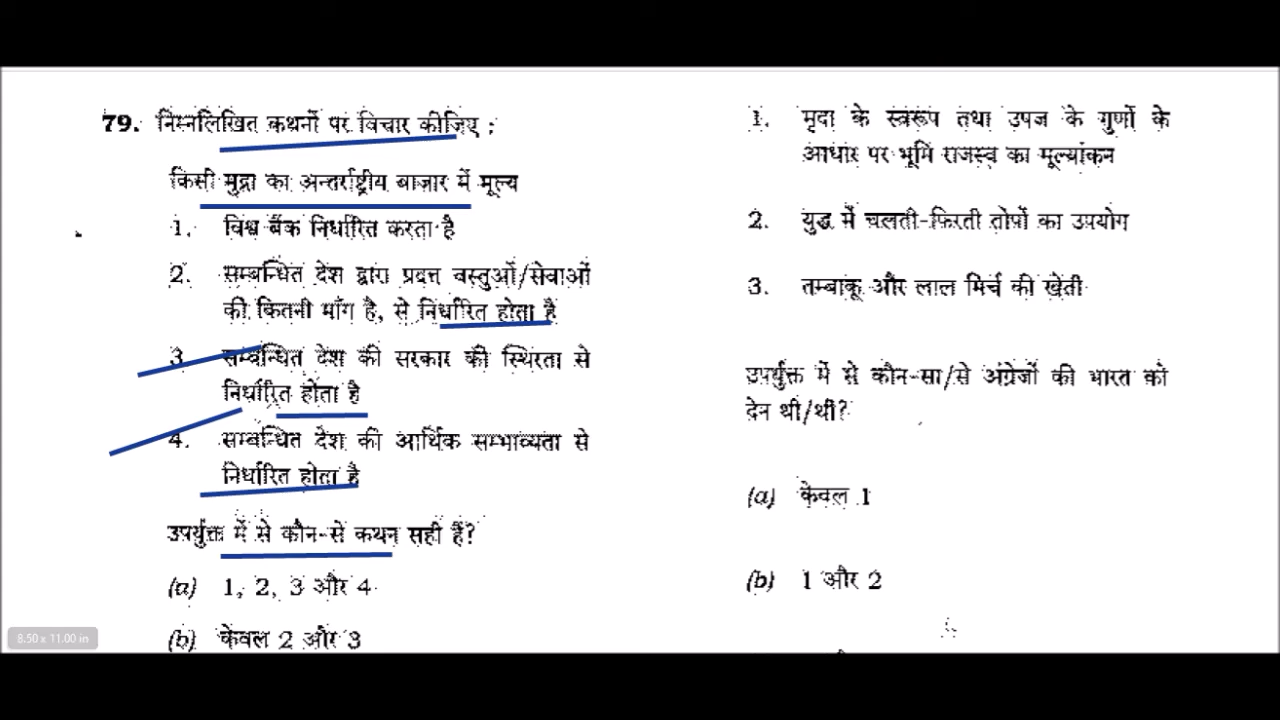 79. निम्नलिखित कथनों पर विचार कीजिए :
किसी मुद्रा का अन्तर्राष्ट्रीय बाज़ार में मूल्य
1. विश्व बैंक निर्धारित करता है
2. सम्बन्धित देश द्वारा प्रदत्त वस्तुओं/सेवाओं
की कितनी माँग है, से निर्धारित होता है
3. सम्बन्धित देश की सरकार की स्थिरता से
निर्धारित होता है
4. सम्बन्धित देश की आर्थिक सम्भाव्यता से
निर्धारित होता है
उपर्युक्त में से कौन-से कथन सही हैं?
(a) 1, 2, 3 और 4
(b) केवल 2 और 3
1. मृदा के स्वरूप तथा उपज के गुणों के
आधार पर भूमि राजस्व का मूल्यांकन
2. युद्ध में चलती-फिरती तोपों का उपयोग
3. तम्बाकू और लाल मिर्च की खेती
उपर्युक्त में से कौन-सा/से अंग्रेजों की भारत को
देन थी/थीं?
(a) केवल 1
(b) 1 और 2
8.50 x 11.00 in